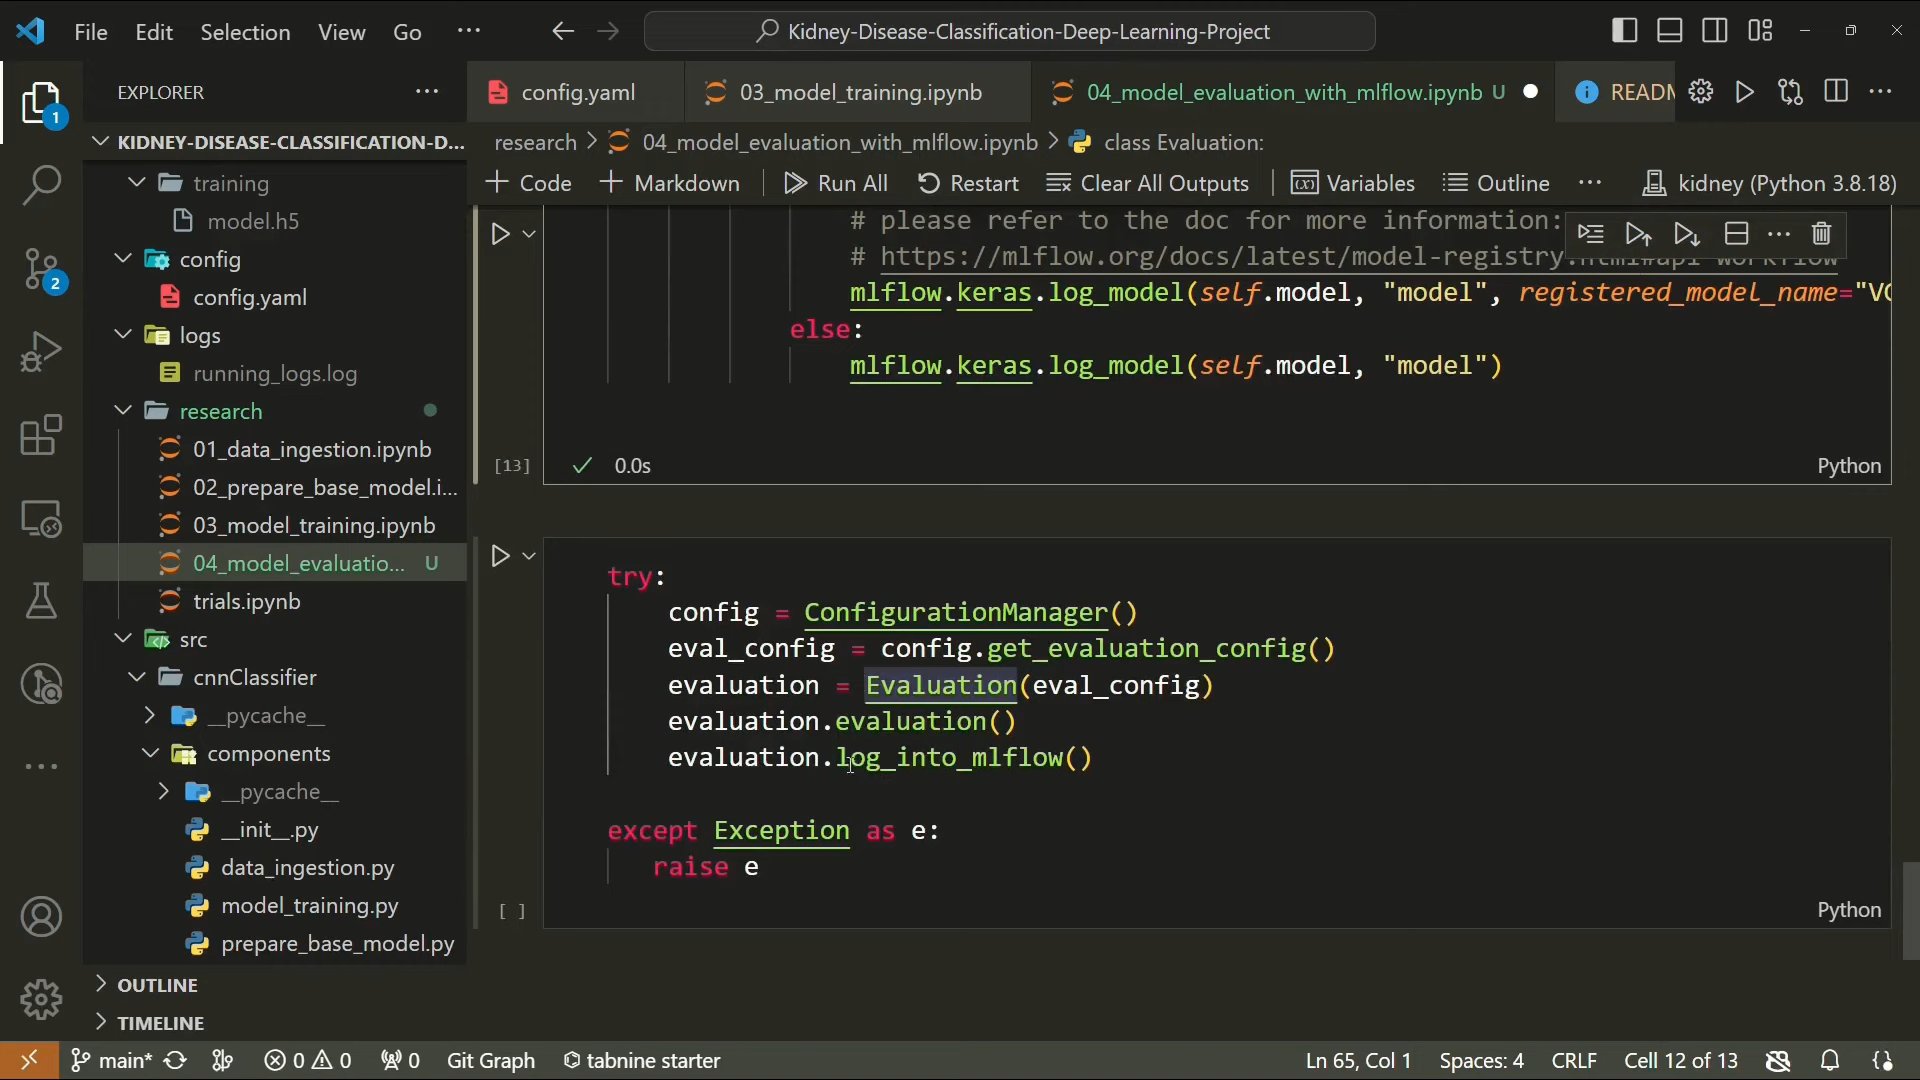 File Edit Selection View Go ··· Kidney-Disease-Classification-Deep-Learning-Project
EXPLORER ···
config.yaml 03_model_training.ipynb 04_model_evaluation_with_mlflow.ipynb U
KIDNEY-DISEASE-CLASSIFICATION-D...
research > 04_model_evaluation_with_mlflow.ipynb > class Evaluation:
+ Code + Markdown Run All Restart Clear All Outputs Variables Outline ··· kidney (Python 3.8.18)
training
model.h5
config
config.yaml
logs
running_logs.log
research
01_data_ingestion.ipynb
02_prepare_base_model.i...
03_model_training.ipynb
04_model_evaluatio... U
trials.ipynb
src
cnnClassifier
__pycache__
components
__pycache__
__init__.py
data_ingestion.py
model_training.py
prepare_base_model.py
OUTLINE
TIMELINE
1
2
# please refer to the doc for more information:
# https://mlflow.org/docs/latest/model-registry.html#api-workflow
mlflow.keras.log_model(self.model, "model", registered_model_name="VG
else:
mlflow.keras.log_model(self.model, "model")
[13] 0.0s Python
try:
config = ConfigurationManager()
eval_config = config.get_evaluation_config()
evaluation = Evaluation(eval_config)
evaluation.evaluation()
evaluation.log_into_mlflow()
except Exception as e:
raise e
[ ] Python
main* 0 0 0 Git Graph tabnine starter Ln 65, Col 1 Spaces: 4 CRLF Cell 12 of 13